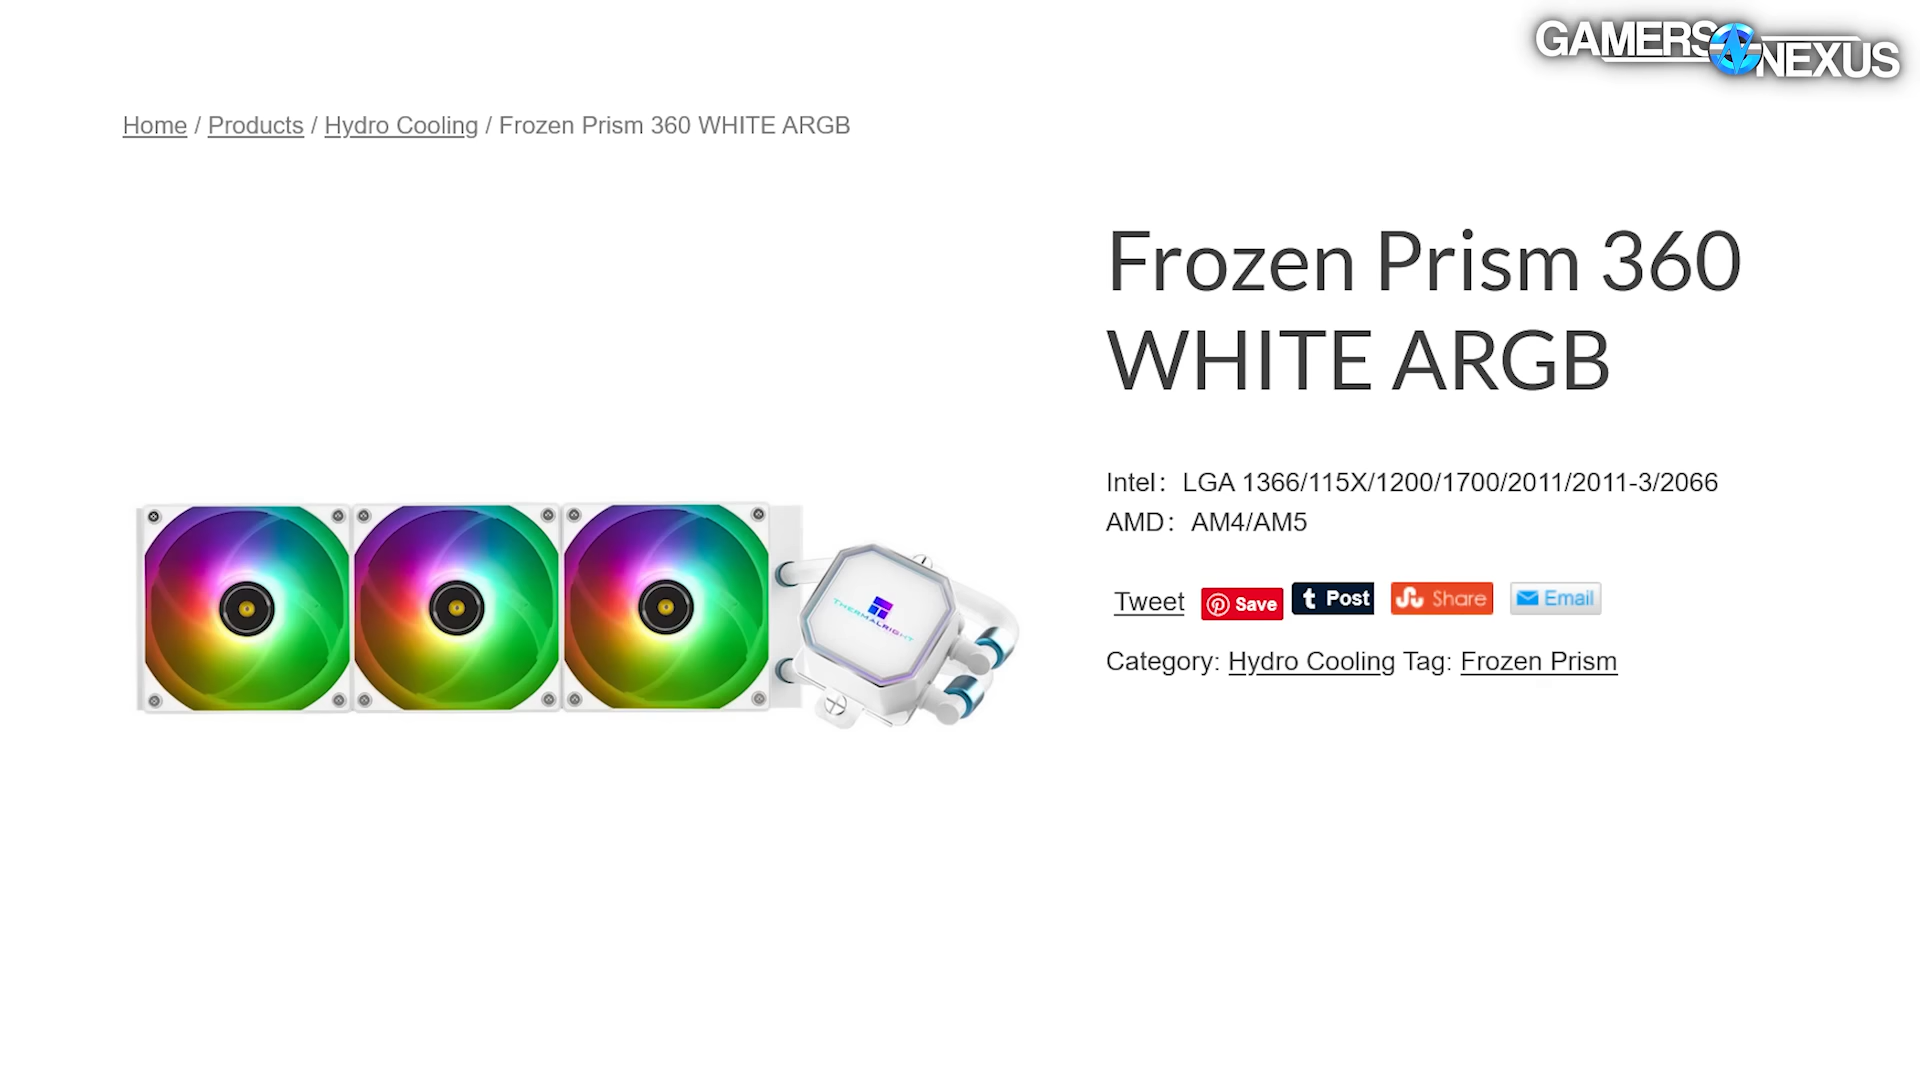 GAMERS NEXUS
Home / Products / Hydro Cooling / Frozen Prism 360 WHITE ARGB
Frozen Prism 360
WHITE ARGB
Intel： LGA 1366/115X/1200/1700/2011/2011-3/2066
AMD： AM4/AM5
Tweet Save Post Share Email
Category: Hydro Cooling Tag: Frozen Prism
THERMALRIGHT